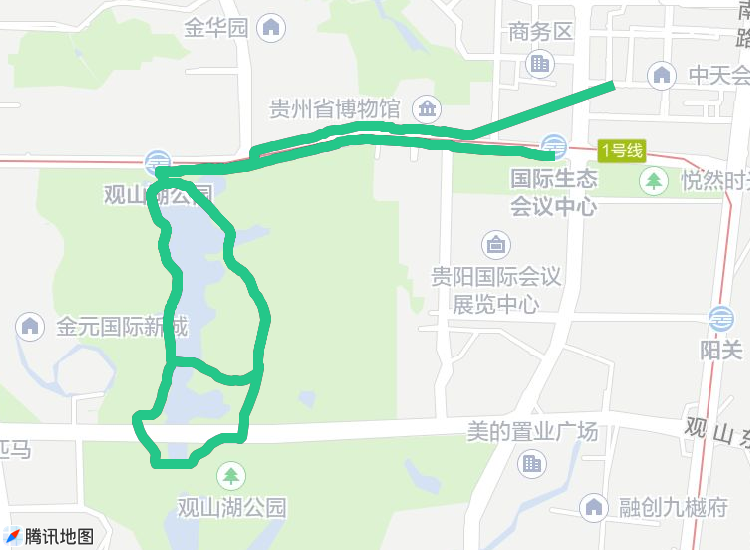 金华园
商务区
南
路
中天会
贵州省博物馆
1号线
观山湖公园
国际生态
会议中心
悦然时光
贵阳国际会议
展览中心
金元国际新城
阳关
美的置业广场
观山东
匹马
观山湖公园
融创九樾府
腾讯地图